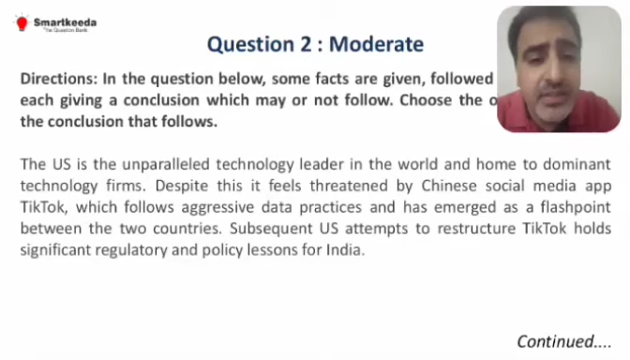 Smartkeeda
The Question Bank
Question 2 : Moderate
Directions: In the question below, some facts are given, followed
each giving a conclusion which may or not follow. Choose the
the conclusion that follows.
The US is the unparalleled technology leader in the world and home to dominant
technology firms. Despite this it feels threatened by Chinese social media app
TikTok, which follows aggressive data practices and has emerged as a flashpoint
between the two countries. Subsequent US attempts to restructure TikTok holds
significant regulatory and policy lessons for India.
Continued....